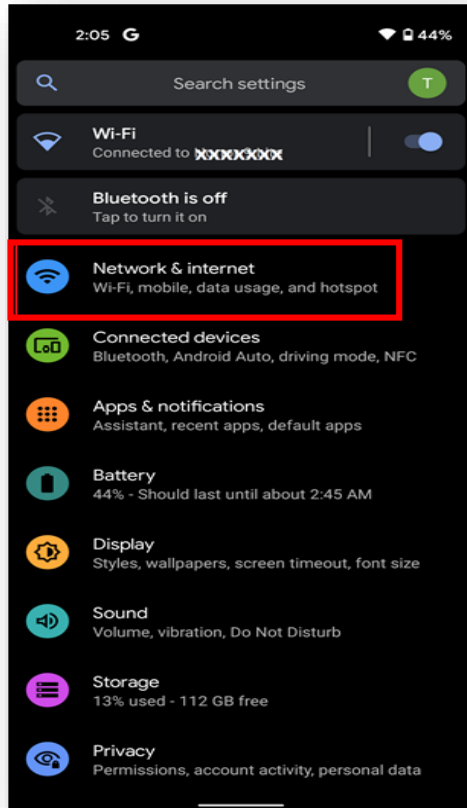 2:05 G 44%
Search settings T
Wi-Fi
Connected to XXXXXXX
Bluetooth is off
Tap to turn it on
Network & internet
Wi-Fi, mobile, data usage, and hotspot
Connected devices
Bluetooth, Android Auto, driving mode, NFC
Apps & notifications
Assistant, recent apps, default apps
Battery
44% - Should last until about 2:45 AM
Display
Styles, wallpapers, screen timeout, font size
Sound
Volume, vibration, Do Not Disturb
Storage
13% used - 112 GB free
Privacy
Permissions, account activity, personal data